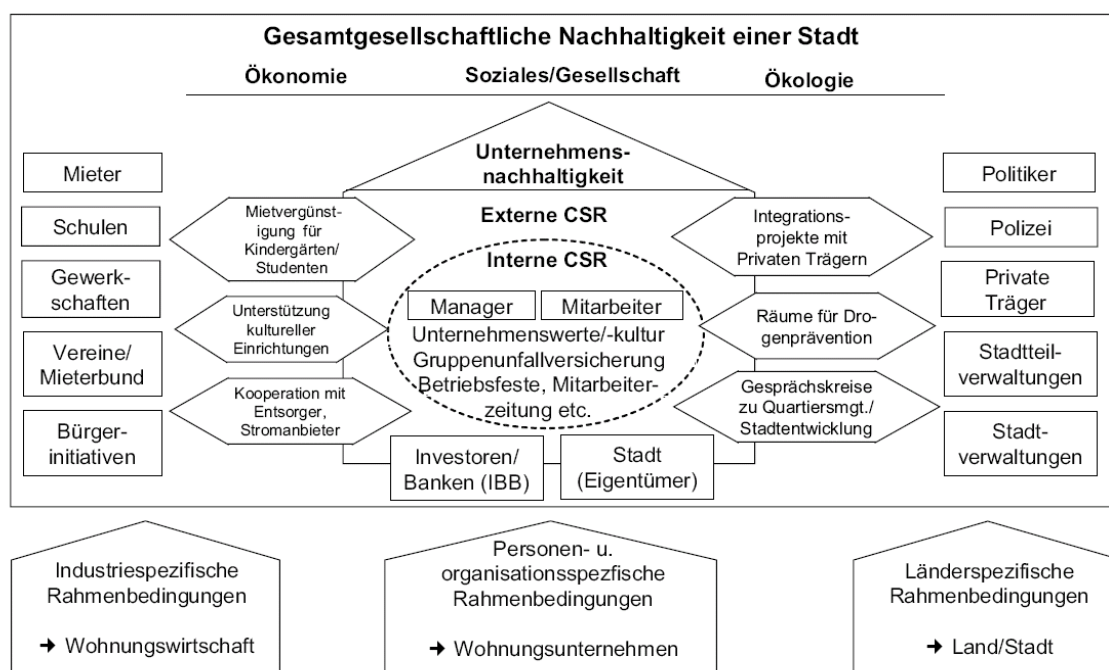 Gesamtgesellschaftliche Nachhaltigkeit einer Stadt
Ökonomie
Soziales/Gesellschaft
Ökologie
Unternehmens-
nachhaltigkeit
Mieter
Schulen
Gewerk-
schaften
Vereine/
Mieterbund
Bürger-
initiativen
Mietvergünst-
igung für
Kindergärten/
Studenten
Unterstützung
kultureller
Einrichtungen
Kooperation mit
Entsorger,
Stromanbieter
Externe CSR
Interne CSR
Manager
Mitarbeiter
Unternehmenswerte/-kultur
Gruppenunfallversicherung
Betriebsfeste, Mitarbeiter-
zeitung etc.
Investoren/
Banken (IBB)
Stadt
(Eigentümer)
Integrations-
projekte mit
Privaten Trägern
Räume für Dro-
genprävention
Gesprächskreise
zu Quartiersmgt./
Stadtentwicklung
Politiker
Polizei
Private
Träger
Stadtteil-
verwaltungen
Stadt-
verwaltungen
Industriespezifische
Rahmenbedingungen
➔ Wohnungswirtschaft
Personen- u.
organisationsspezfische
Rahmenbedingungen
➔ Wohnungsunternehmen
Länderspezifische
Rahmenbedingungen
➔ Land/Stadt